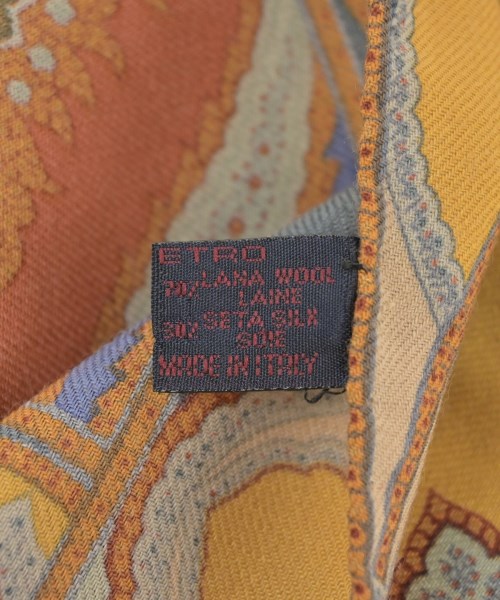 ETRO
70% LANA WOOL
LAINE
30% SETA SILK
SOIE
MADE IN ITALY